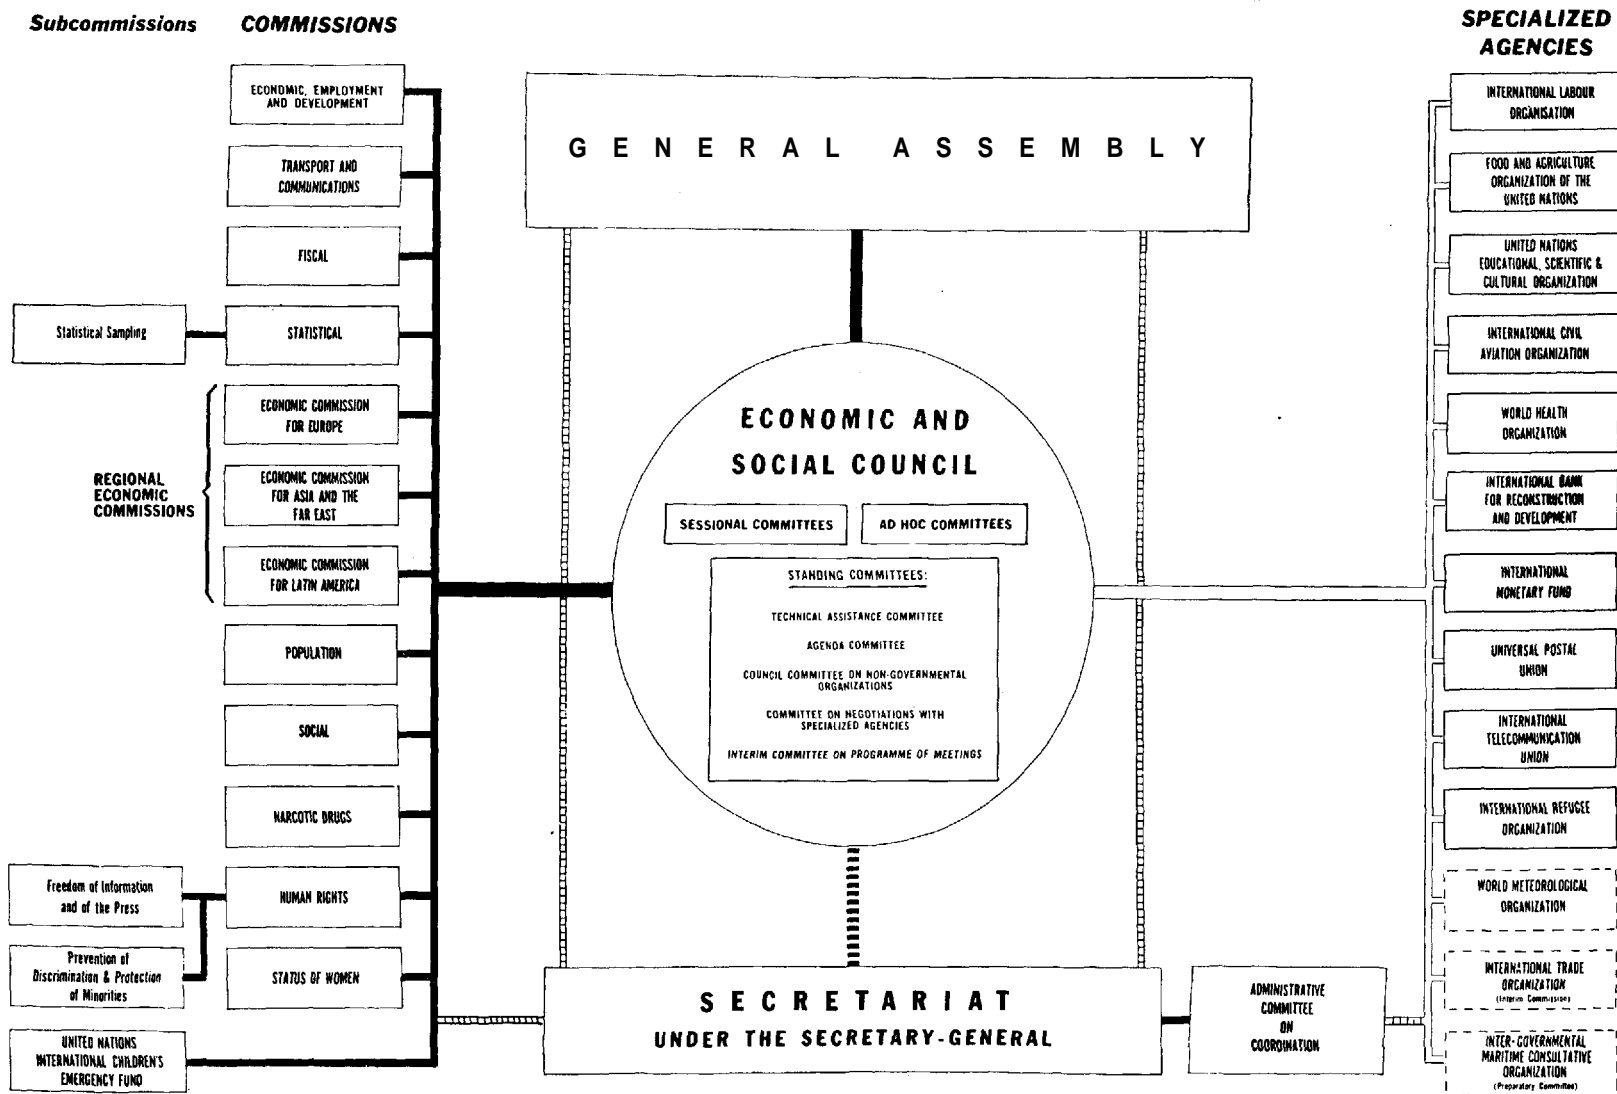 Subcommissions
COMMISSIONS
ECONOMIC, EMPLOYMENT
AND DEVELOPMENT
TRANSPORT AND
COMMUNICATIONS
FISCAL
Statistical Sampling
STATISTICAL
REGIONAL
ECONOMIC
COMMISSIONS
ECONOMIC COMMISSION
FOR EUROPE
ECONOMIC COMMISSION
FOR ASIA AND THE
FAR EAST
ECONOMIC COMMISSION
FOR LATIN AMERICA
POPULATION
SOCIAL
NARCOTIC DRUGS
Freedom of Information
and of the Press
HUMAN RIGHTS
Prevention of
Discrimination & Protection
of Minorities
STATUS OF WOMEN
UNITED NATIONS
INTERNATIONAL CHILDREN'S
EMERGENCY FUND
GENERAL ASSEMBLY
ECONOMIC AND
SOCIAL COUNCIL
SESSIONAL COMMITTEES
AD HOC COMMITTEES
STANDING COMMITTEES:
TECHNICAL ASSISTANCE COMMITTEE
AGENDA COMMITTEE
COUNCIL COMMITTEE ON NON-GOVERNMENTAL
ORGANIZATIONS
COMMITTEE ON NEGOTIATIONS WITH
SPECIALIZED AGENCIES
INTERIM COMMITTEE ON PROGRAMME OF MEETINGS
SECRETARIAT
UNDER THE SECRETARY-GENERAL
ADMINISTRATIVE
COMMITTEE
ON
COORDINATION
SPECIALIZED
AGENCIES
INTERNATIONAL LABOUR
ORGANISATION
FOOD AND AGRICULTURE
ORGANIZATION OF THE
UNITED NATIONS
UNITED NATIONS
EDUCATIONAL, SCIENTIFIC &
CULTURAL ORGANIZATION
INTERNATIONAL CIVIL
AVIATION ORGANIZATION
WORLD HEALTH
ORGANIZATION
INTERNATIONAL BANK
FOR RECONSTRUCTION
AND DEVELOPMENT
INTERNATIONAL
MONETARY FUND
UNIVERSAL POSTAL
UNION
INTERNATIONAL
TELECOMMUNICATION
UNION
INTERNATIONAL REFUGEE
ORGANIZATION
WORLD METEOROLOGICAL
ORGANIZATION
INTERNATIONAL TRADE
ORGANIZATION
(Interim Commission)
INTER-GOVERNMENTAL
MARITIME CONSULTATIVE
ORGANIZATION
(Preparatory Committee)